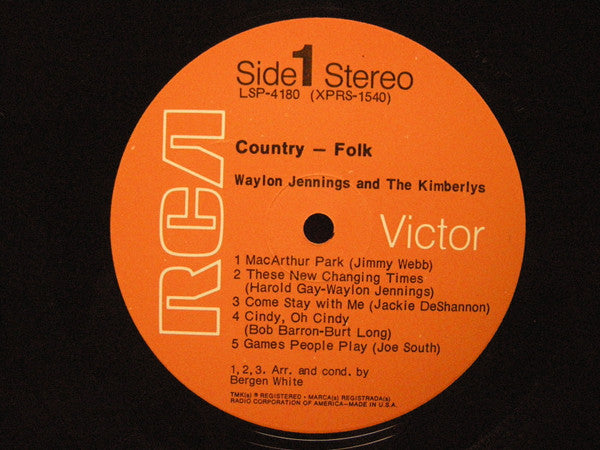 Side 1 Stereo
LSP-4180 (XPRS-1540)
RCA
Country – Folk
Waylon Jennings and The Kimberlys
Victor
1 MacArthur Park (Jimmy Webb)
2 These New Changing Times
(Harold Gay-Waylon Jennings)
3 Come Stay with Me (Jackie DeShannon)
4 Cindy, Oh Cindy
(Bob Barron-Burt Long)
5 Games People Play (Joe South)
1, 2, 3. Arr. and cond. by
Bergen White
TMK(s) ® REGISTERED • MARCA(s) REGISTRADA(s)
RADIO CORPORATION OF AMERICA—MADE IN U.S.A.